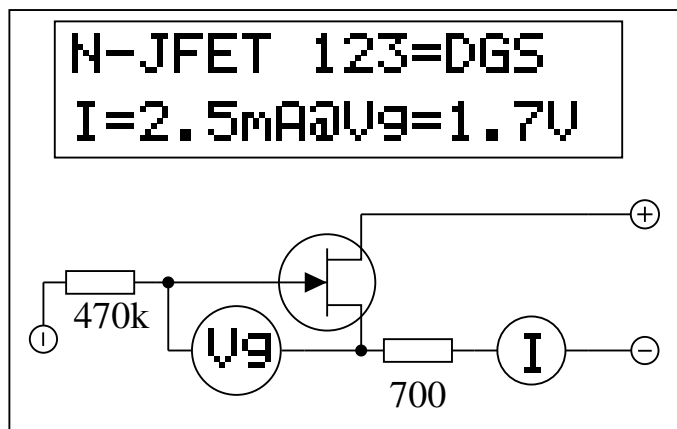 N-JFET 123=DGS
I=2.5mA@Vg=1.7V
+
470k
Vg
I
−
−
700